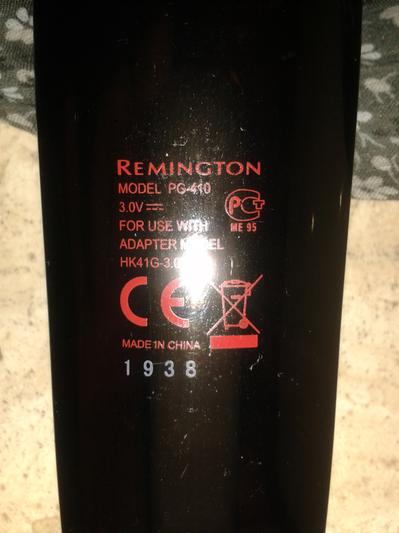 REMINGTON
MODEL PG-410
3.0V
FOR USE WITH
ADAPTER
HK41G-3.0
PCT
ME 95
CE
MADE IN CHINA
1938